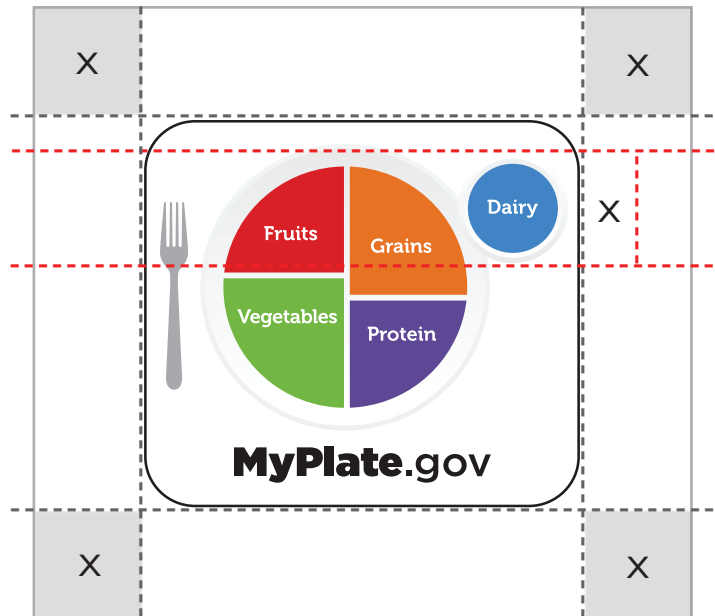 X
X
Dairy
X
Fruits
Grains
Vegetables
Protein
MyPlate.gov
X
X